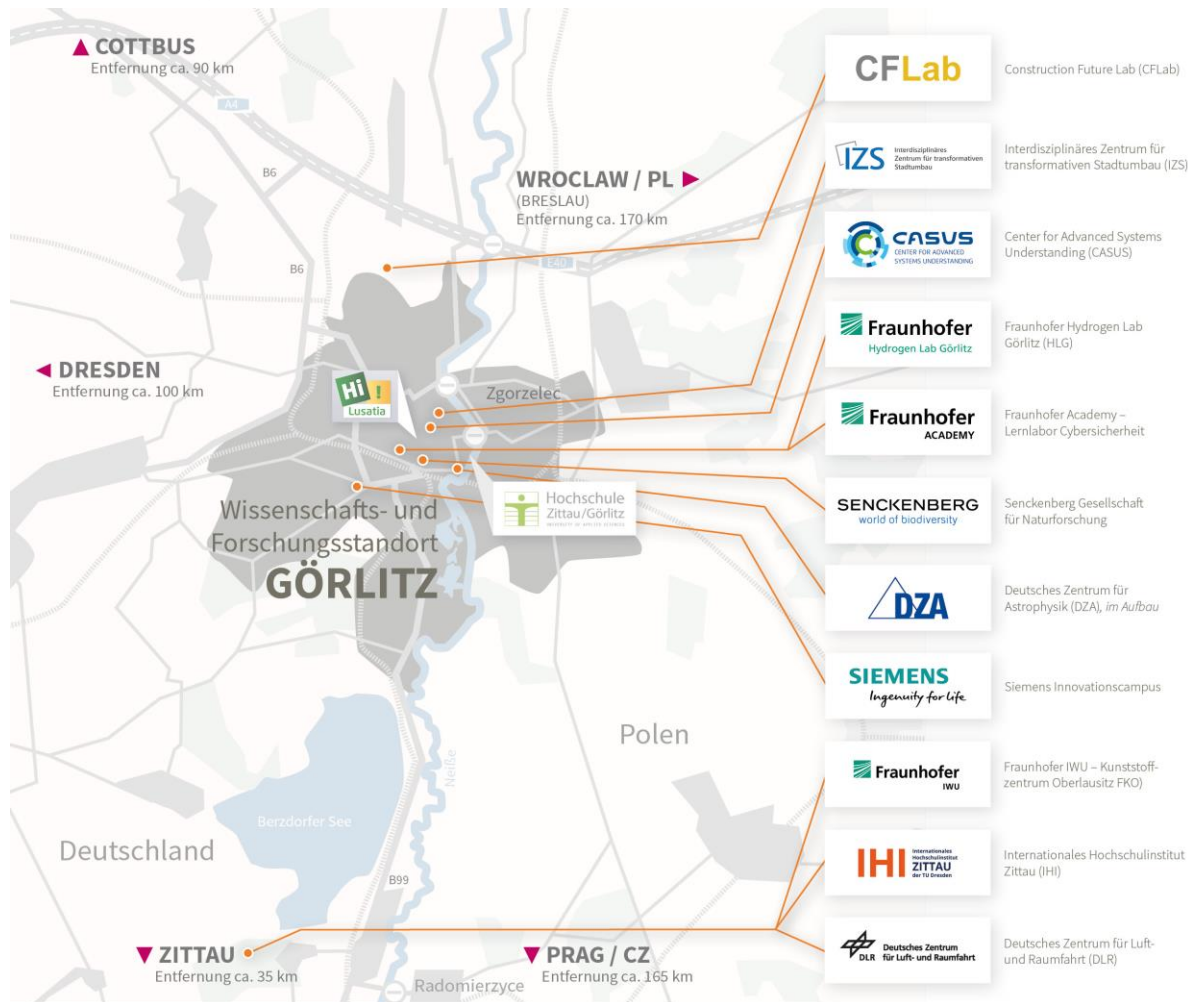 COTTBUS
Entfernung ca. 90 km
A4
B6
WROCLAW / PL
(BRESLAU)
Entfernung ca. 170 km
E40
B6
DRESDEN
Entfernung ca. 100 km
Hi !
Lusatia
Zgorzelec
Hochschule
Zittau/Görlitz
UNIVERSITY OF APPLIED SCIENCES
Wissenschafts- und
Forschungsstandort
GÖRLITZ
Polen
Neiße
Berzdorfer See
Deutschland
B99
ZITTAU
Entfernung ca. 35 km
PRAG / CZ
Entfernung ca. 165 km
Radomierzyce
CFLab
Construction Future Lab (CFLab)
IZS
Interdisziplinäres
Zentrum für transformativen
Stadtumbau
Interdisziplinäres Zentrum für
transformativen Stadtumbau (IZS)
CASUS
CENTER FOR ADVANCED
SYSTEMS UNDERSTANDING
Center for Advanced Systems
Understanding (CASUS)
Fraunhofer
Hydrogen Lab Görlitz
Fraunhofer Hydrogen Lab
Görlitz (HLG)
Fraunhofer
ACADEMY
Fraunhofer Academy –
Lernlabor Cybersicherheit
SENCKENBERG
world of biodiversity
Senckenberg Gesellschaft
für Naturforschung
DZA
Deutsches Zentrum für
Astrophysik (DZA), im Aufbau
SIEMENS
Ingenuity for life
Siemens Innovationscampus
Fraunhofer
IWU
Fraunhofer IWU – Kunststoff-
zentrum Oberlausitz FKO)
IHI
Internationales
Hochschulinstitut
ZITTAU
der TU Dresden
Internationales Hochschulinstitut
Zittau (IHI)
DLR
Deutsches Zentrum
für Luft- und Raumfahrt
Deutsches Zentrum für Luft-
und Raumfahrt (DLR)